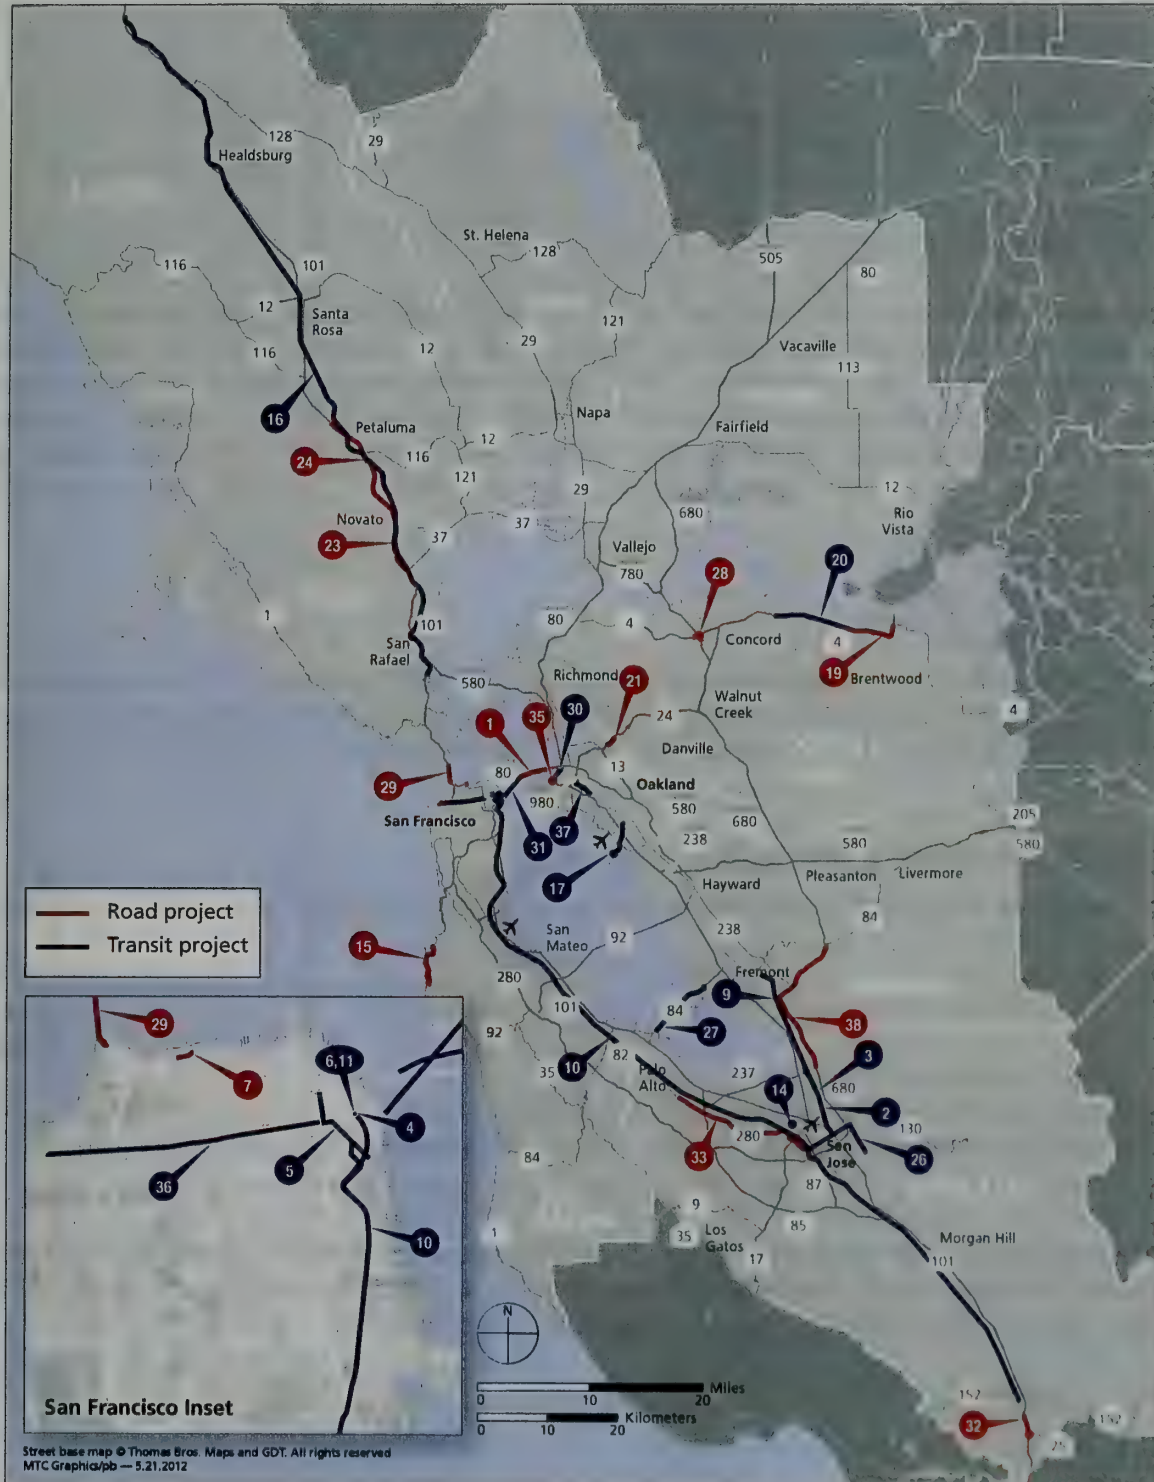 128
29
Healdsburg
St. Helena
128
116
101
505
80
12
Santa
Rosa
121
116
12
29
Vacaville
113
16
Napa
Petaluma
Fairfield
24
116
12
121
29
12
680
Rio
Vista
Novato
37
37
23
Vallejo
28
20
780
1
101
80
4
Concord
4
San
Rafael
19
Brentwood
580
Richmond
21
Walnut
Creek
1
35
30
24
4
Danville
29
80
13
Oakland
980
580
San Francisco
680
205
31
37
238
580
580
17
Hayward
Pleasanton
Livermore
Road project
Transit project
84
15
San
Mateo
92
238
280
Fremont
9
101
84
38
29
92
27
6,11
10
82
3
7
35
Palo
Alto
237
14
680
4
2
280
130
5
33
San
Jose
26
36
84
87
9
10
35
Los
Gatos
85
1
17
Morgan Hill
101
N
Miles
0
10
20
Kilometers
0
10
20
152
San Francisco Inset
32
152
25
Street base map © Thomas Bros. Maps and GDT. All rights reserved
MTC Graphics/pb — 5.21.2012